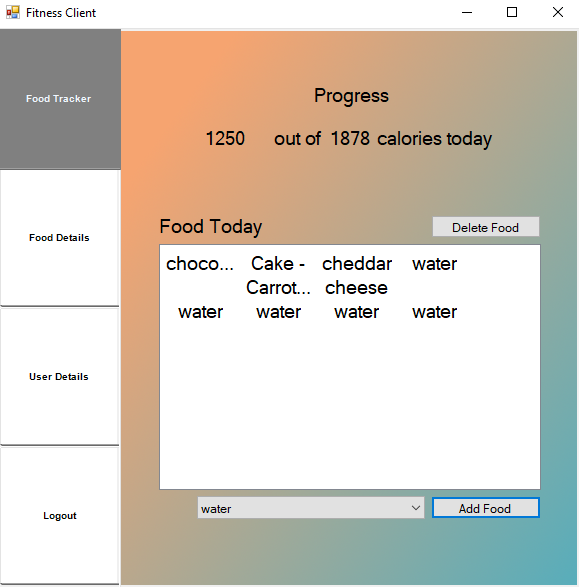 Fitness Client
Food Tracker
Food Details
User Details
Logout
Progress
1250 out of 1878 calories today
Food Today
Delete Food
choco... Cake - cheddar water
Carrot... cheese
water water water water
water
Add Food